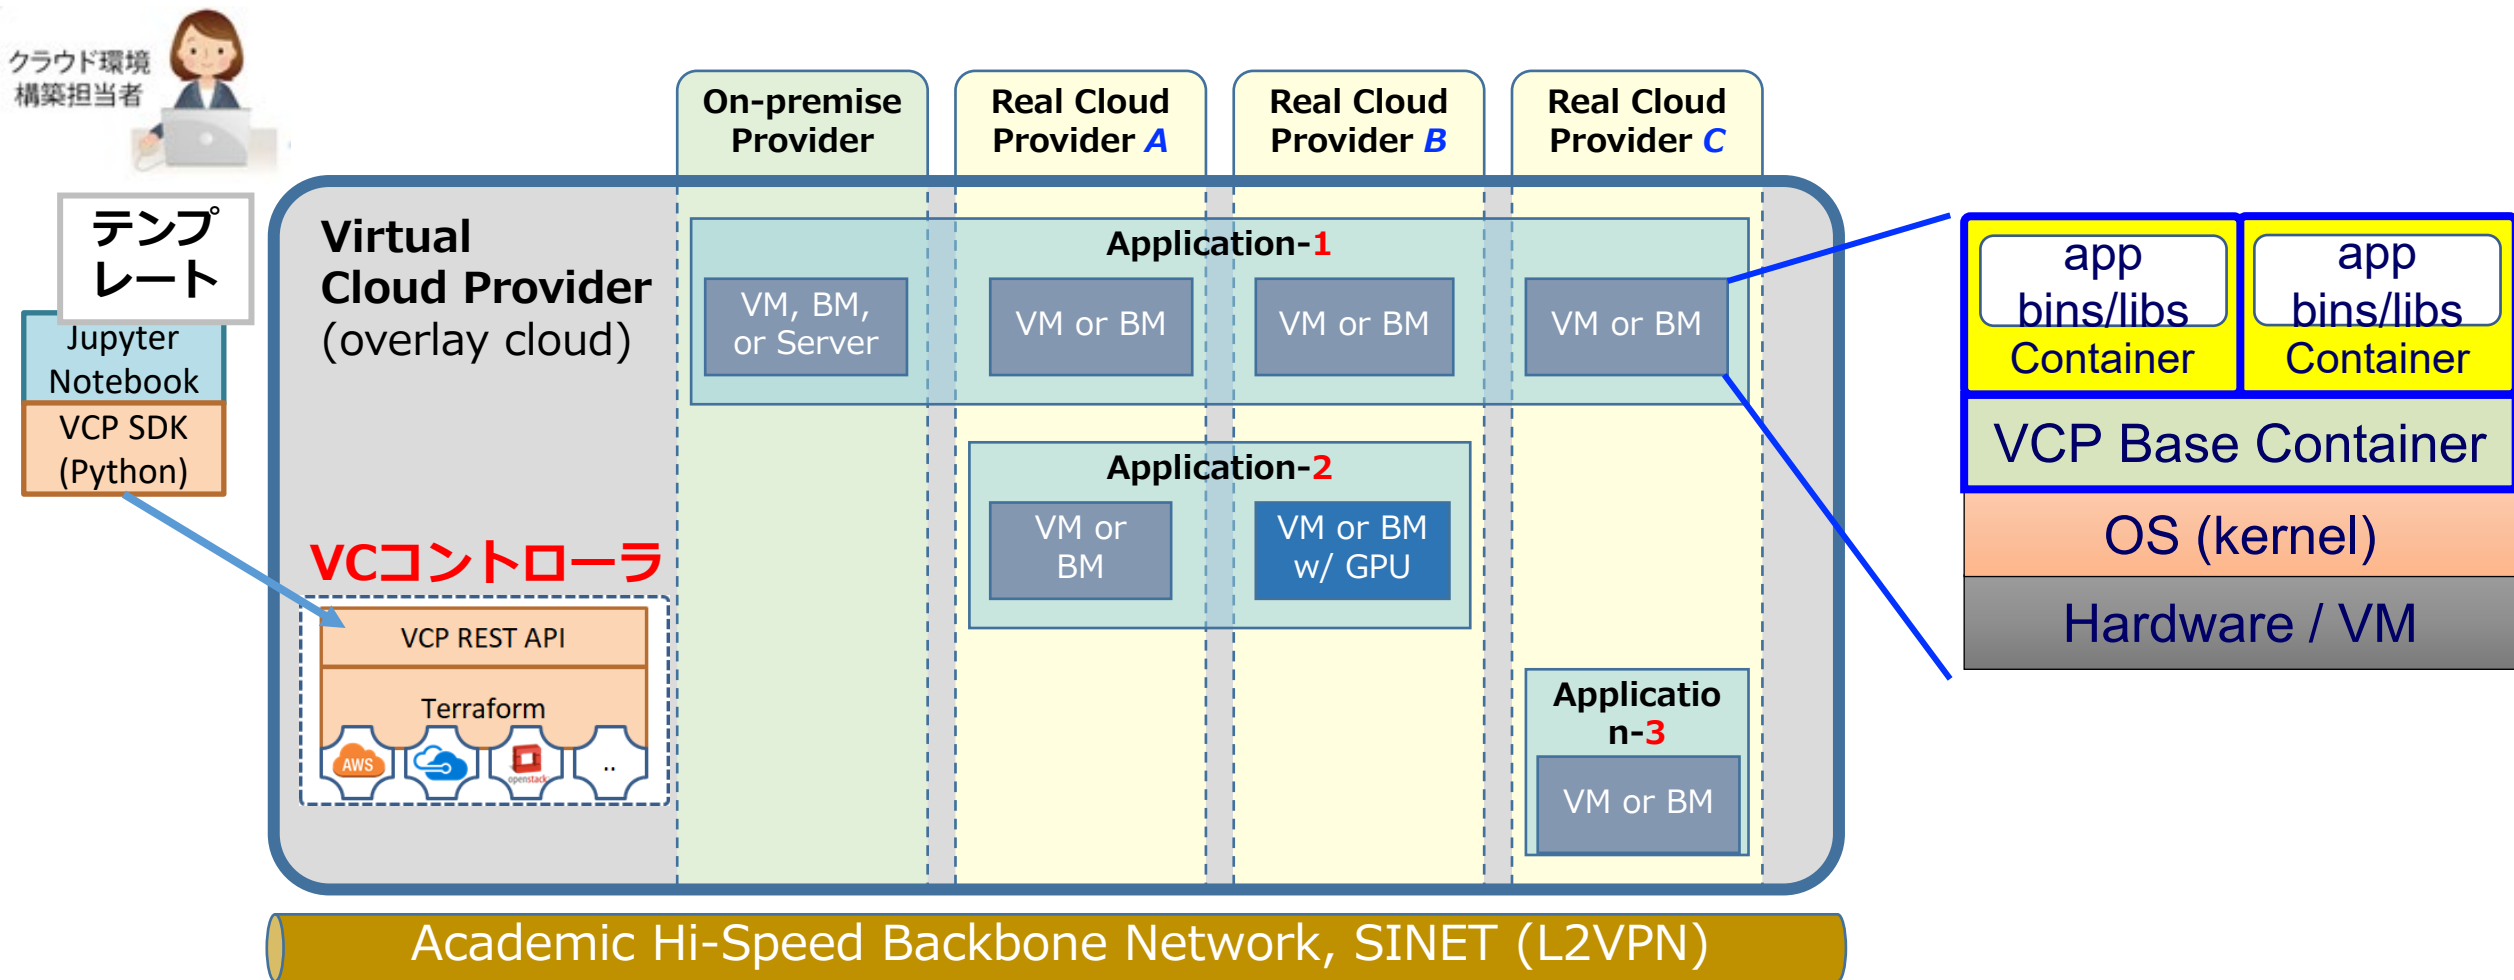 クラウド環境
構築担当者
テンプ
レート
Jupyter
Notebook
VCP SDK
(Python)
On-premise
Provider
Real Cloud
Provider A
Real Cloud
Provider B
Real Cloud
Provider C
Virtual
Cloud Provider
(overlay cloud)
VCコントローラ
VCP REST API
Terraform
AWS
openstack
..
Application-1
VM, BM,
or Server
VM or BM
VM or BM
VM or BM
Application-2
VM or
BM
VM or BM
w/ GPU
Applicatio
n-3
VM or BM
app
bins/libs
Container
app
bins/libs
Container
VCP Base Container
OS (kernel)
Hardware / VM
Academic Hi-Speed Backbone Network, SINET (L2VPN)